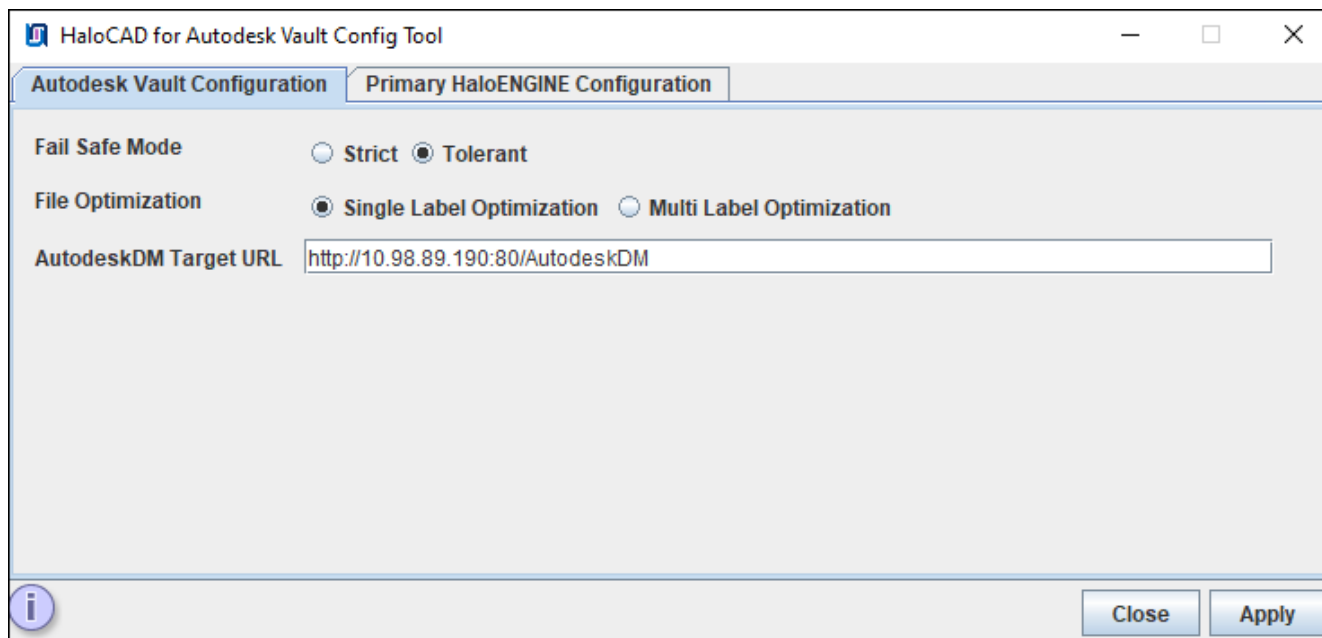 HaloCAD for Autodesk Vault Config Tool
Autodesk Vault Configuration Primary HaloENGINE Configuration
Fail Safe Mode Strict Tolerant
File Optimization Single Label Optimization Multi Label Optimization
AutodeskDM Target URL http://10.98.89.190:80/AutodeskDM
i Close Apply